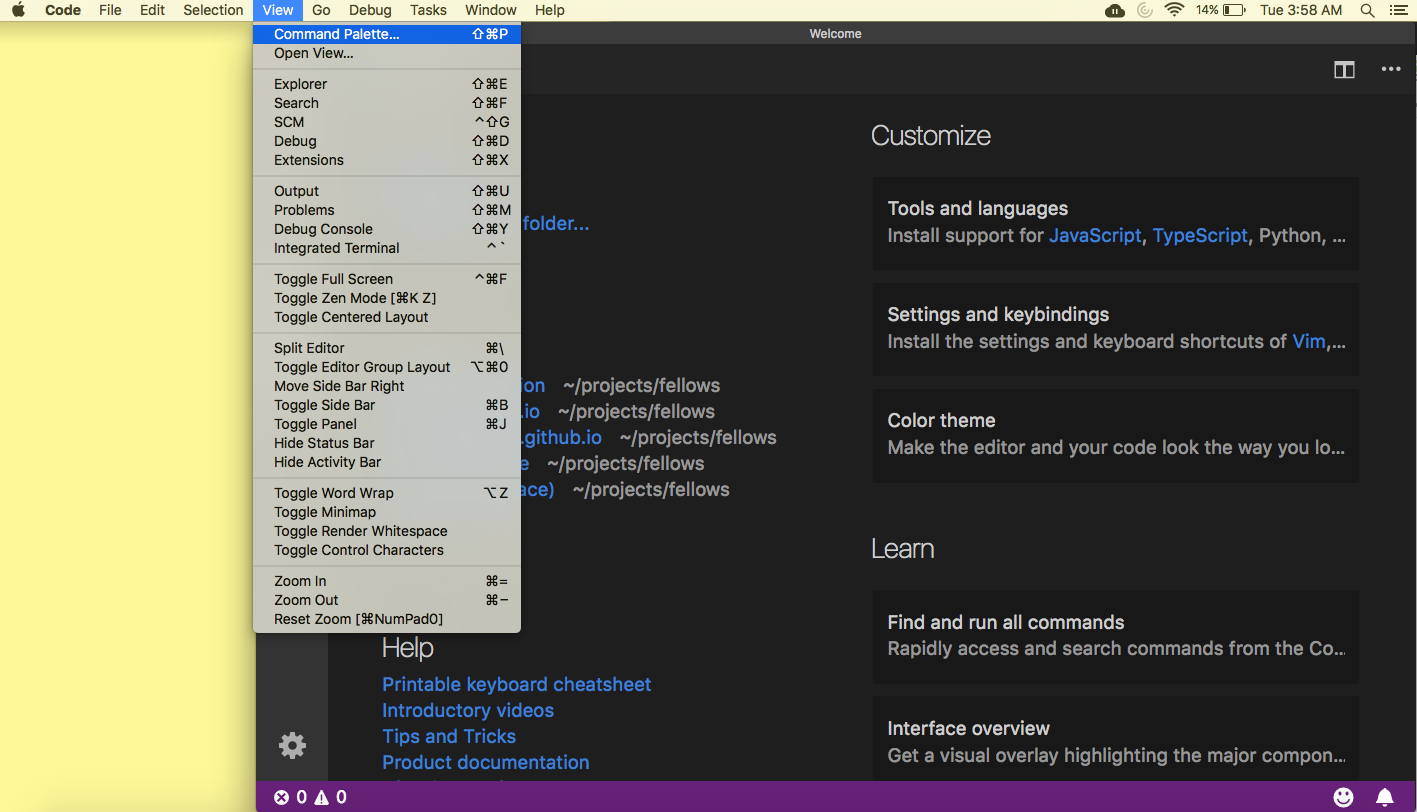 Code File Edit Selection View Go Debug Tasks Window Help 14% Tue 3:58 AM
Welcome
Command Palette... ⇧⌘P
Open View...
Explorer ⇧⌘E
Search ⇧⌘F
SCM ^⇧G
Debug ⇧⌘D
Extensions ⇧⌘X
Output ⇧⌘U
Problems ⇧⌘M
Debug Console ⇧⌘Y
Integrated Terminal ^`
Toggle Full Screen ^⌘F
Toggle Zen Mode [⌘K Z]
Toggle Centered Layout
Split Editor ⌘\
Toggle Editor Group Layout ⌥⌘0
Move Side Bar Right
Toggle Side Bar ⌘B
Toggle Panel ⌘J
Hide Status Bar
Hide Activity Bar
Toggle Word Wrap ⌥Z
Toggle Minimap
Toggle Render Whitespace
Toggle Control Characters
Zoom In ⌘=
Zoom Out ⌘−
Reset Zoom [⌘NumPad0]
folder...
ion ~/projects/fellows
.io ~/projects/fellows
.github.io ~/projects/fellows
e ~/projects/fellows
ace) ~/projects/fellows
Help
Printable keyboard cheatsheet
Introductory videos
Tips and Tricks
Product documentation
Customize
Tools and languages
Install support for JavaScript, TypeScript, Python, ...
Settings and keybindings
Install the settings and keyboard shortcuts of Vim,...
Color theme
Make the editor and your code look the way you lo...
Learn
Find and run all commands
Rapidly access and search commands from the Co...
Interface overview
Get a visual overlay highlighting the major compon...
0 0